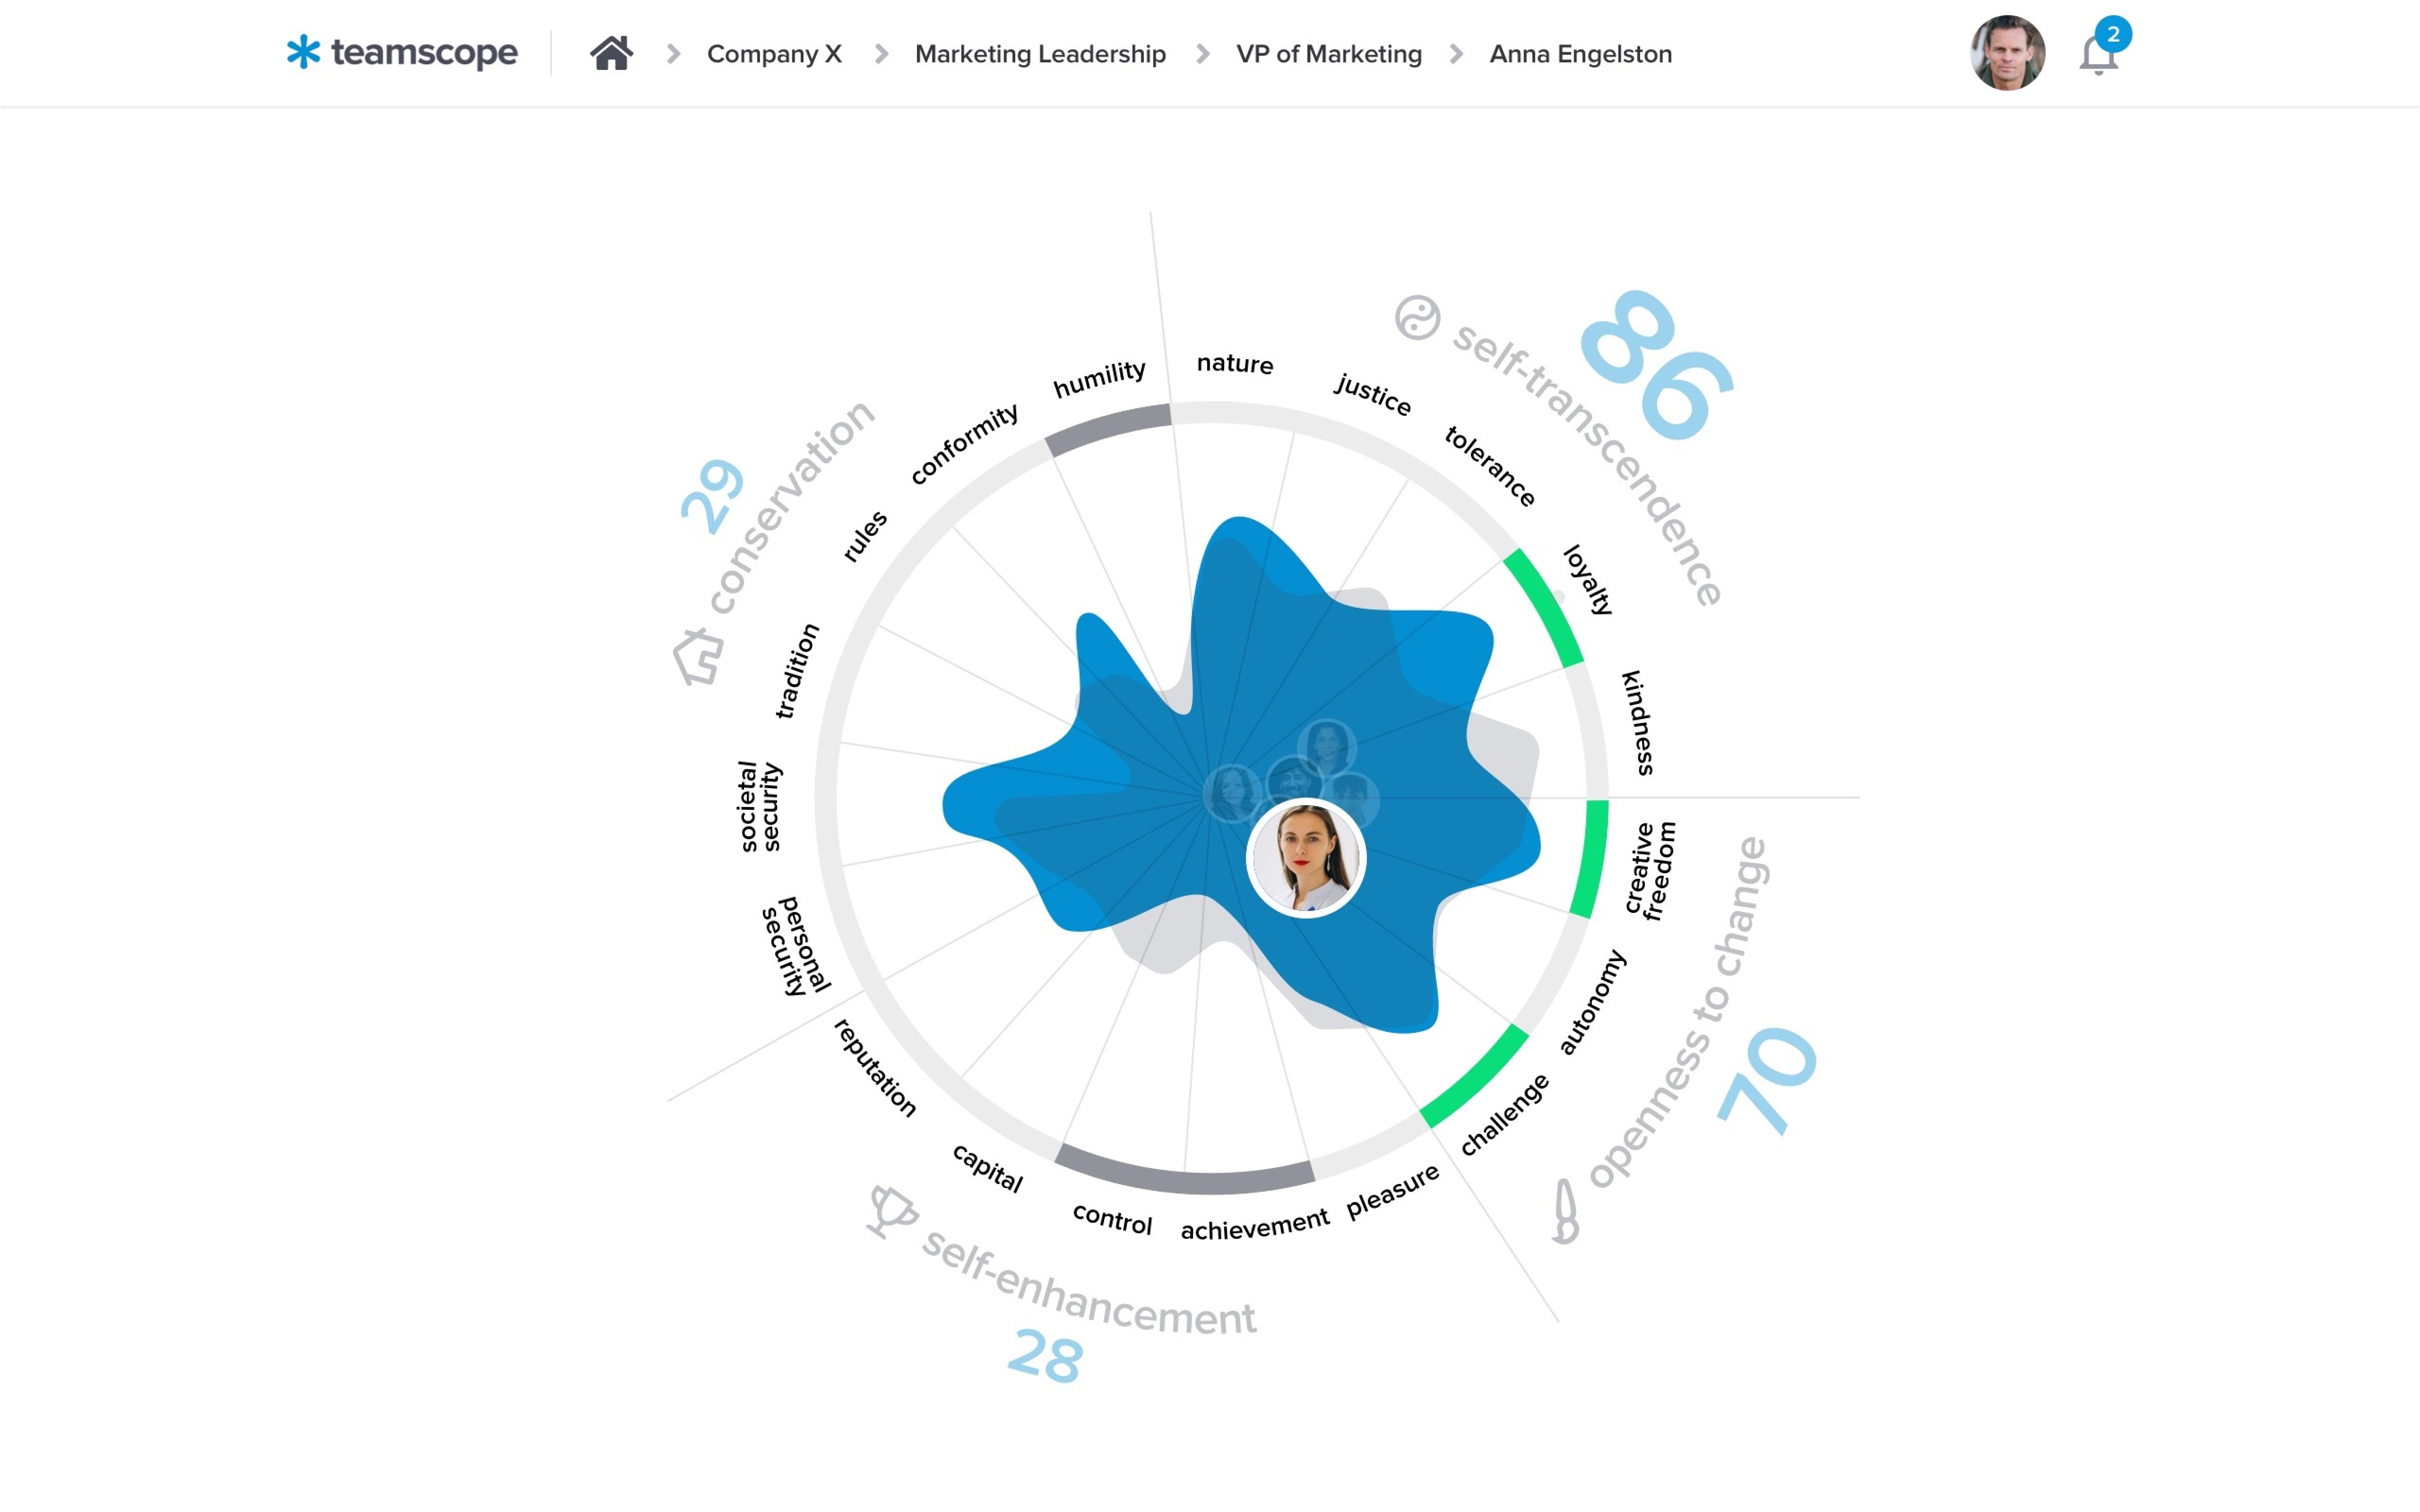 teamscope
Company X
Marketing Leadership
VP of Marketing
Anna Engelston
2
nature
justice
tolerance
loyalty
kindness
self-transcendence
86
creative
freedom
autonomy
challenge
openness to change
70
pleasure
achievement
control
capital
reputation
self-enhancement
28
personal
security
societal
security
tradition
rules
conformity
humility
conservation
29